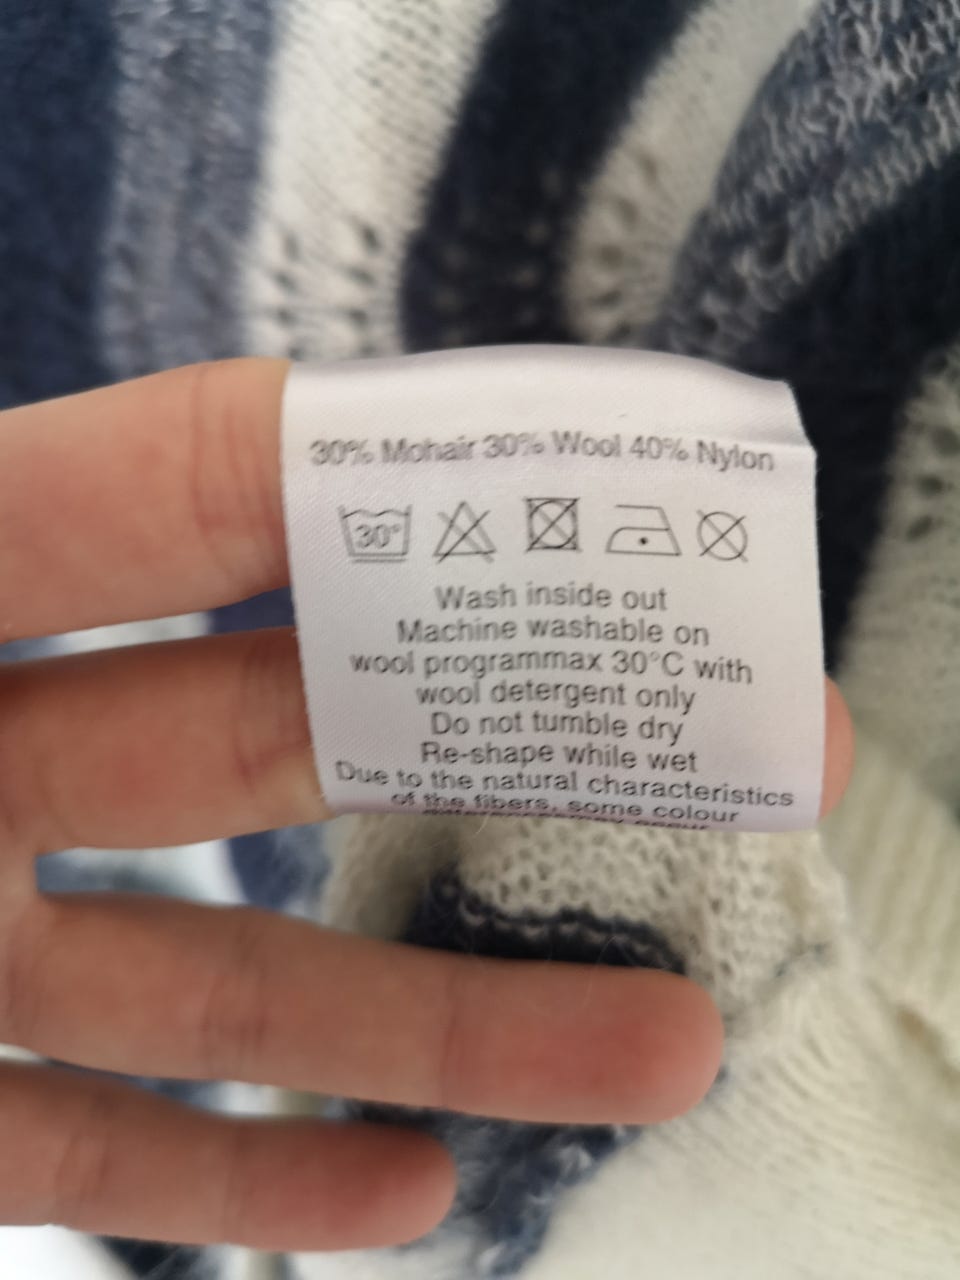 30% Mohair 30% Wool 40% Nylon
30°
Wash inside out
Machine washable on
wool programmax 30°C with
wool detergent only
Do not tumble dry
Re-shape while wet
Due to the natural characteristics
of the fibers, some colour